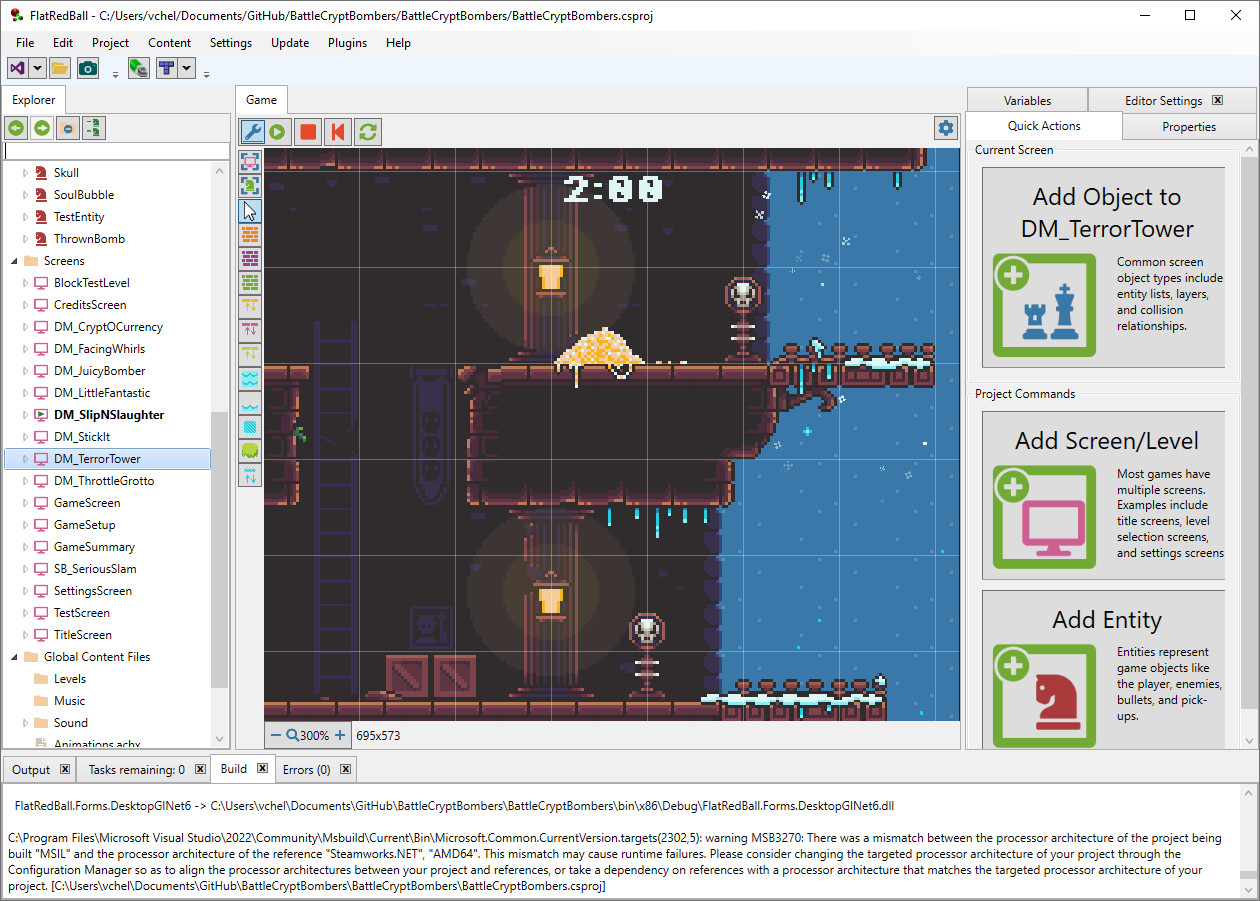 FlatRedBall - C:/Users/vchel/Documents/GitHub/BattleCryptBombers/BattleCryptBombers/BattleCryptBombers.csproj
File Edit Project Content Settings Update Plugins Help
Explorer
Skull
SoulBubble
TestEntity
ThrownBomb
Screens
BlockTestLevel
CreditsScreen
DM_CryptOCurrency
DM_FacingWhirls
DM_JuicyBomber
DM_LittleFantastic
DM_SlipNSlaughter
DM_StickIt
DM_TerrorTower
DM_ThrottleGrotto
GameScreen
GameSetup
GameSummary
SB_SeriousSlam
SettingsScreen
TestScreen
TitleScreen
Global Content Files
Levels
Music
Sound
Animations.achx
Game
2:00
300%
695x573
Variables
Editor Settings
Quick Actions
Properties
Current Screen
Add Object to
DM_TerrorTower
Common screen
object types include
entity lists, layers,
and collision
relationships.
Project Commands
Add Screen/Level
Most games have
multiple screens.
Examples include
title screens, level
selection screens,
and settings screens
Add Entity
Entities represent
game objects like
the player, enemies,
bullets, and pick-
ups.
Output
Tasks remaining: 0
Build
Errors (0)
FlatRedBall.Forms.DesktopGlNet6 -> C:\Users\vchel\Documents\GitHub\BattleCryptBombers\BattleCryptBombers\bin\x86\Debug\FlatRedBall.Forms.DesktopGlNet6.dll
C:\Program Files\Microsoft Visual Studio\2022\Community\Msbuild\Current\Bin\Microsoft.Common.CurrentVersion.targets(2302,5): warning MSB3270: There was a mismatch between the processor architecture of the project being
built "MSIL" and the processor architecture of the reference "Steamworks.NET", "AMD64". This mismatch may cause runtime failures. Please consider changing the targeted processor architecture of your project through the
Configuration Manager so as to align the processor architectures between your project and references, or take a dependency on references with a processor architecture that matches the targeted processor architecture of your
project. [C:\Users\vchel\Documents\GitHub\BattleCryptBombers\BattleCryptBombers\BattleCryptBombers.csproj]